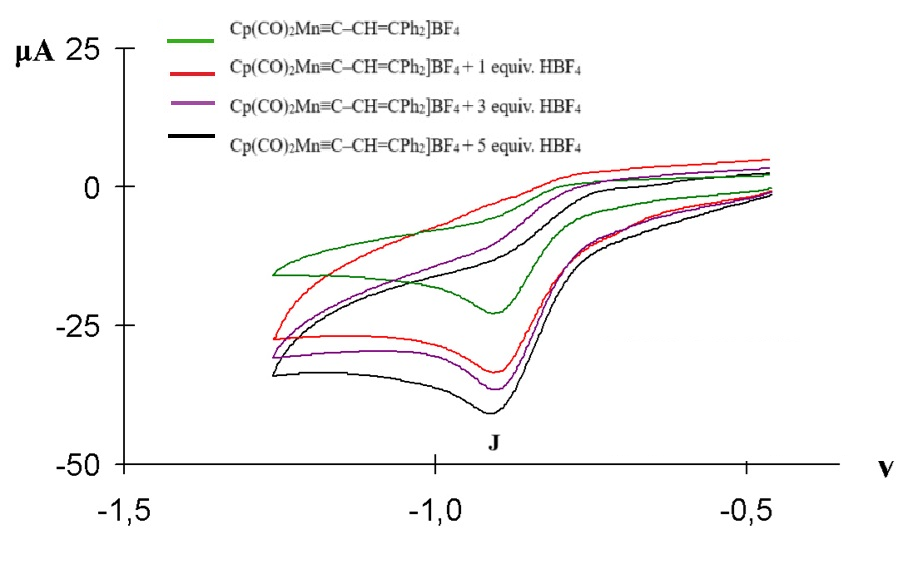 µA 25
Cp(CO)₂Mn≡C–CH=CPh₂]BF₄
Cp(CO)₂Mn≡C–CH=CPh₂]BF₄ + 1 equiv. HBF₄
Cp(CO)₂Mn≡C–CH=CPh₂]BF₄ + 3 equiv. HBF₄
Cp(CO)₂Mn≡C–CH=CPh₂]BF₄ + 5 equiv. HBF₄
0
-25
J
-50
V
-1,5 -1,0 -0,5